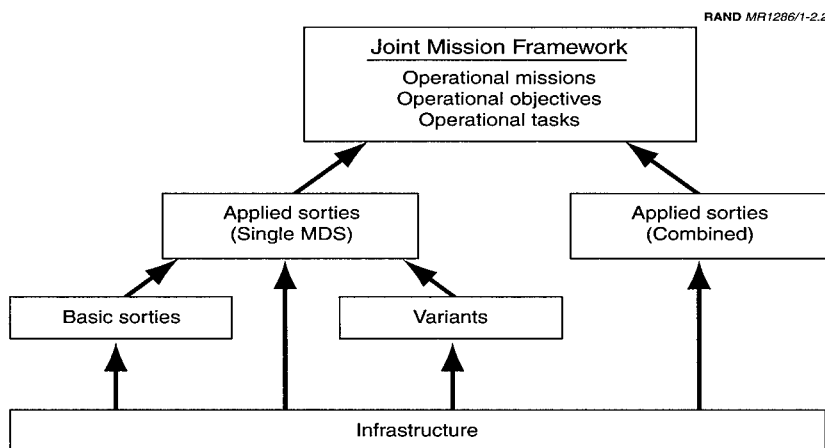 RAND MR1286/1-2.2
Joint Mission Framework
Operational missions
Operational objectives
Operational tasks
Applied sorties
(Single MDS)
Applied sorties
(Combined)
Basic sorties
Variants
Infrastructure